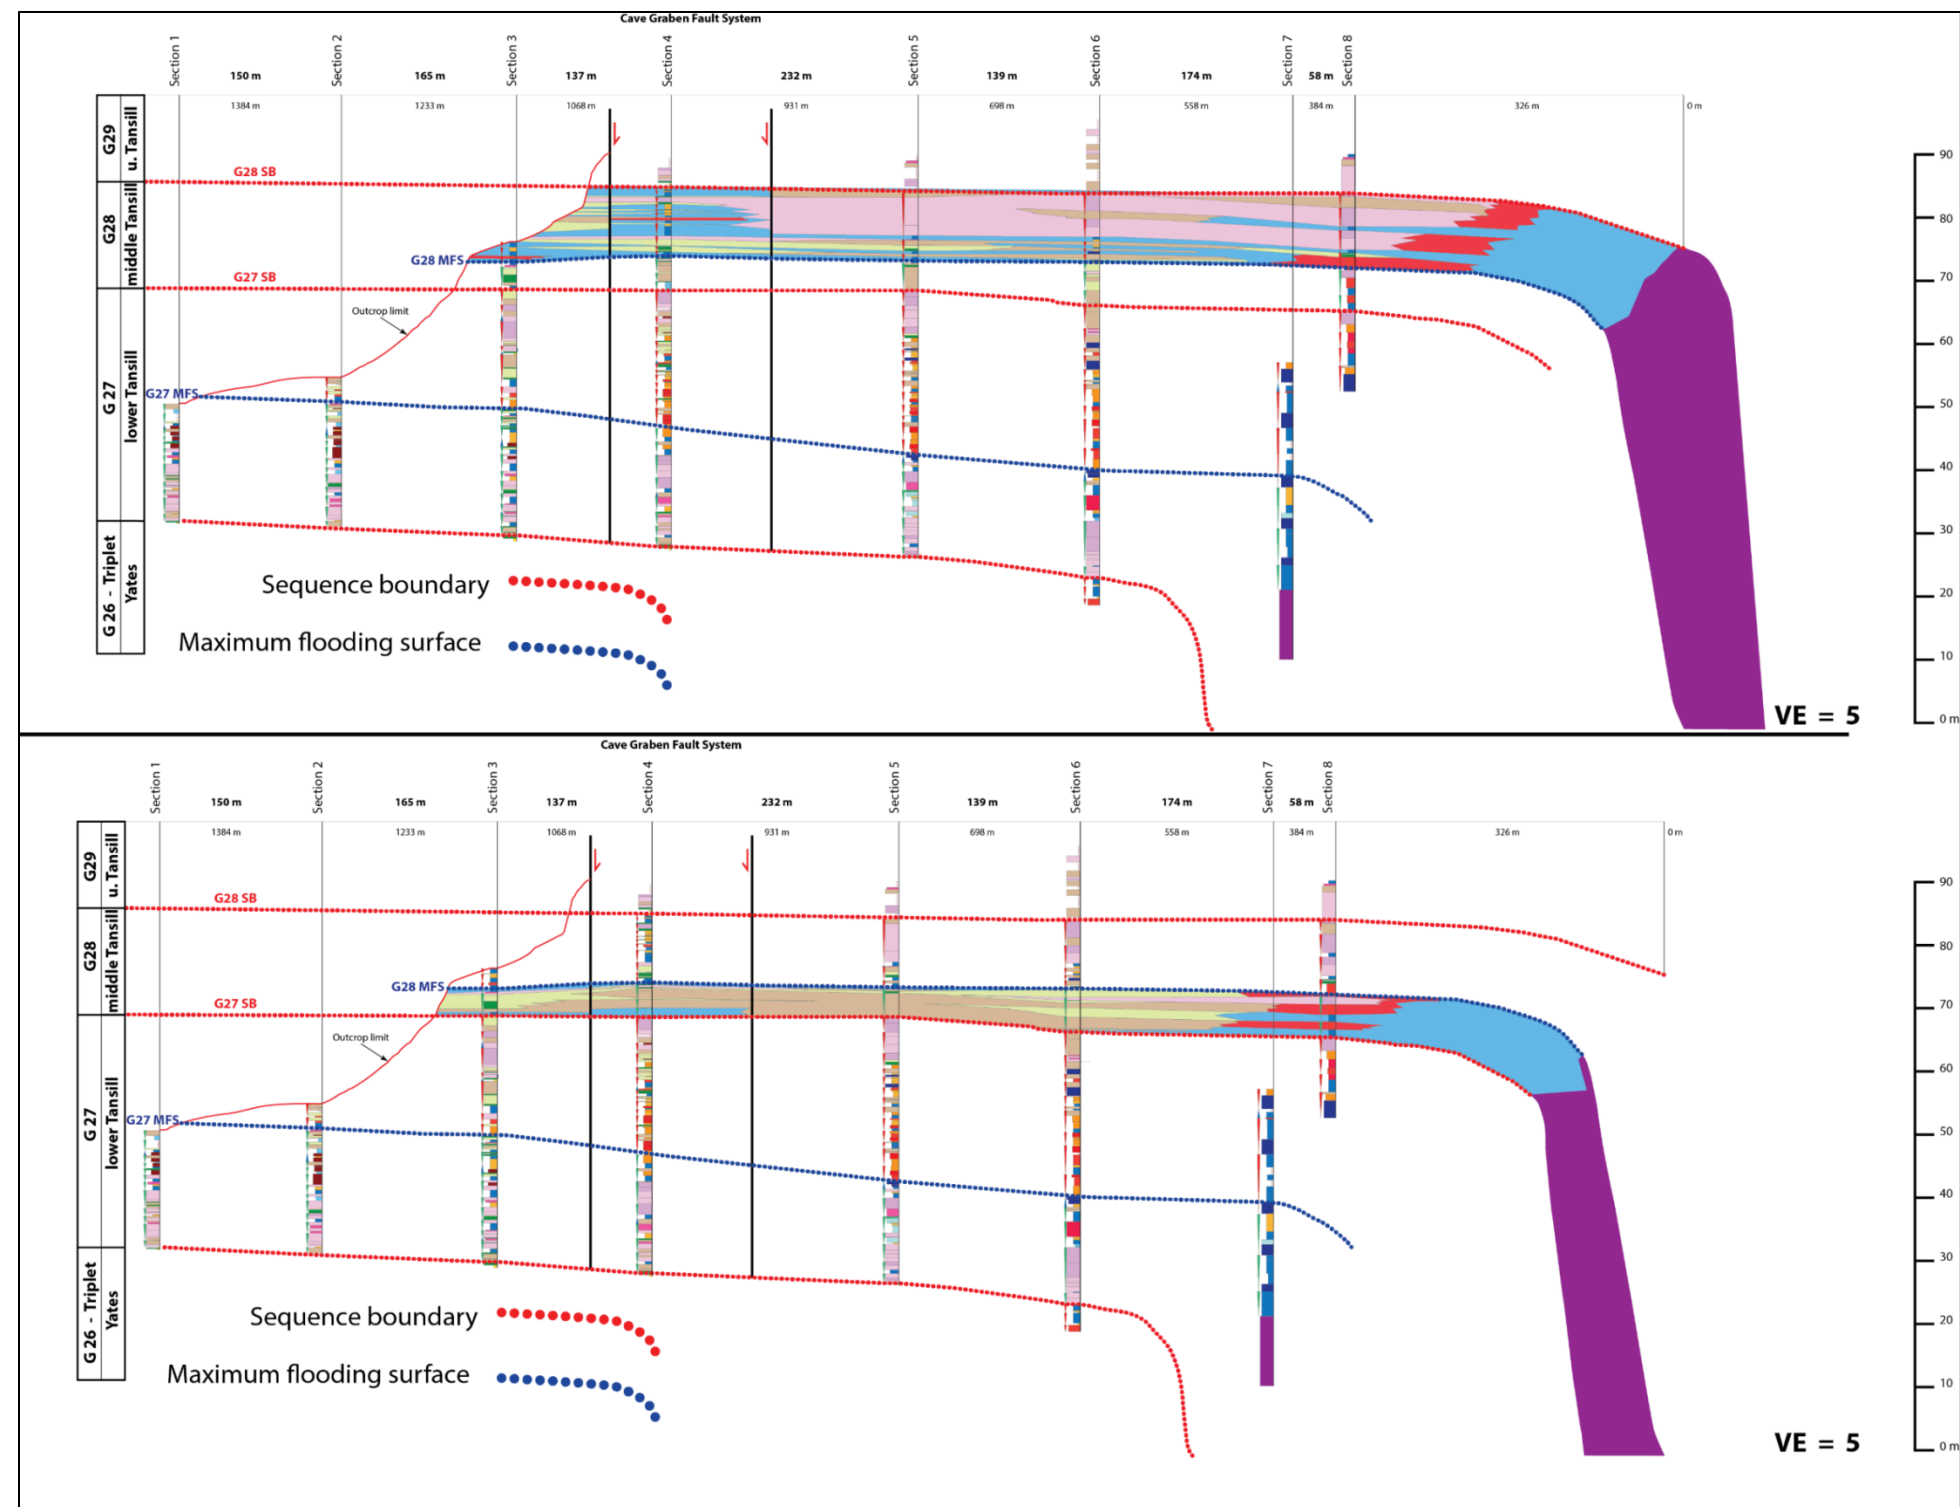 Cave Graben Fault System
Section 1
Section 2
Section 3
Section 4
Section 5
Section 6
Section 7
Section 8
150 m
165 m
137 m
232 m
139 m
174 m
58 m
1384 m
1233 m
1068 m
931 m
698 m
558 m
384 m
326 m
0 m
G29
u. Tansill
G28
middle Tansill
G 27
lower Tansill
G 26 - Triplet
Yates
G28 SB
G28 MFS
G27 SB
Outcrop limit
G27 MFS
Sequence boundary
Maximum flooding surface
90
80
70
60
50
40
30
20
10
0 m
VE = 5
Cave Graben Fault System
Section 1
Section 2
Section 3
Section 4
Section 5
Section 6
Section 7
Section 8
150 m
165 m
137 m
232 m
139 m
174 m
58 m
1384 m
1233 m
1068 m
931 m
698 m
558 m
384 m
326 m
0 m
G29
u. Tansill
G28
middle Tansill
G 27
lower Tansill
G 26 - Triplet
Yates
G28 SB
G28 MFS
G27 SB
Outcrop limit
G27 MFS
Sequence boundary
Maximum flooding surface
90
80
70
60
50
40
30
20
10
0 m
VE = 5